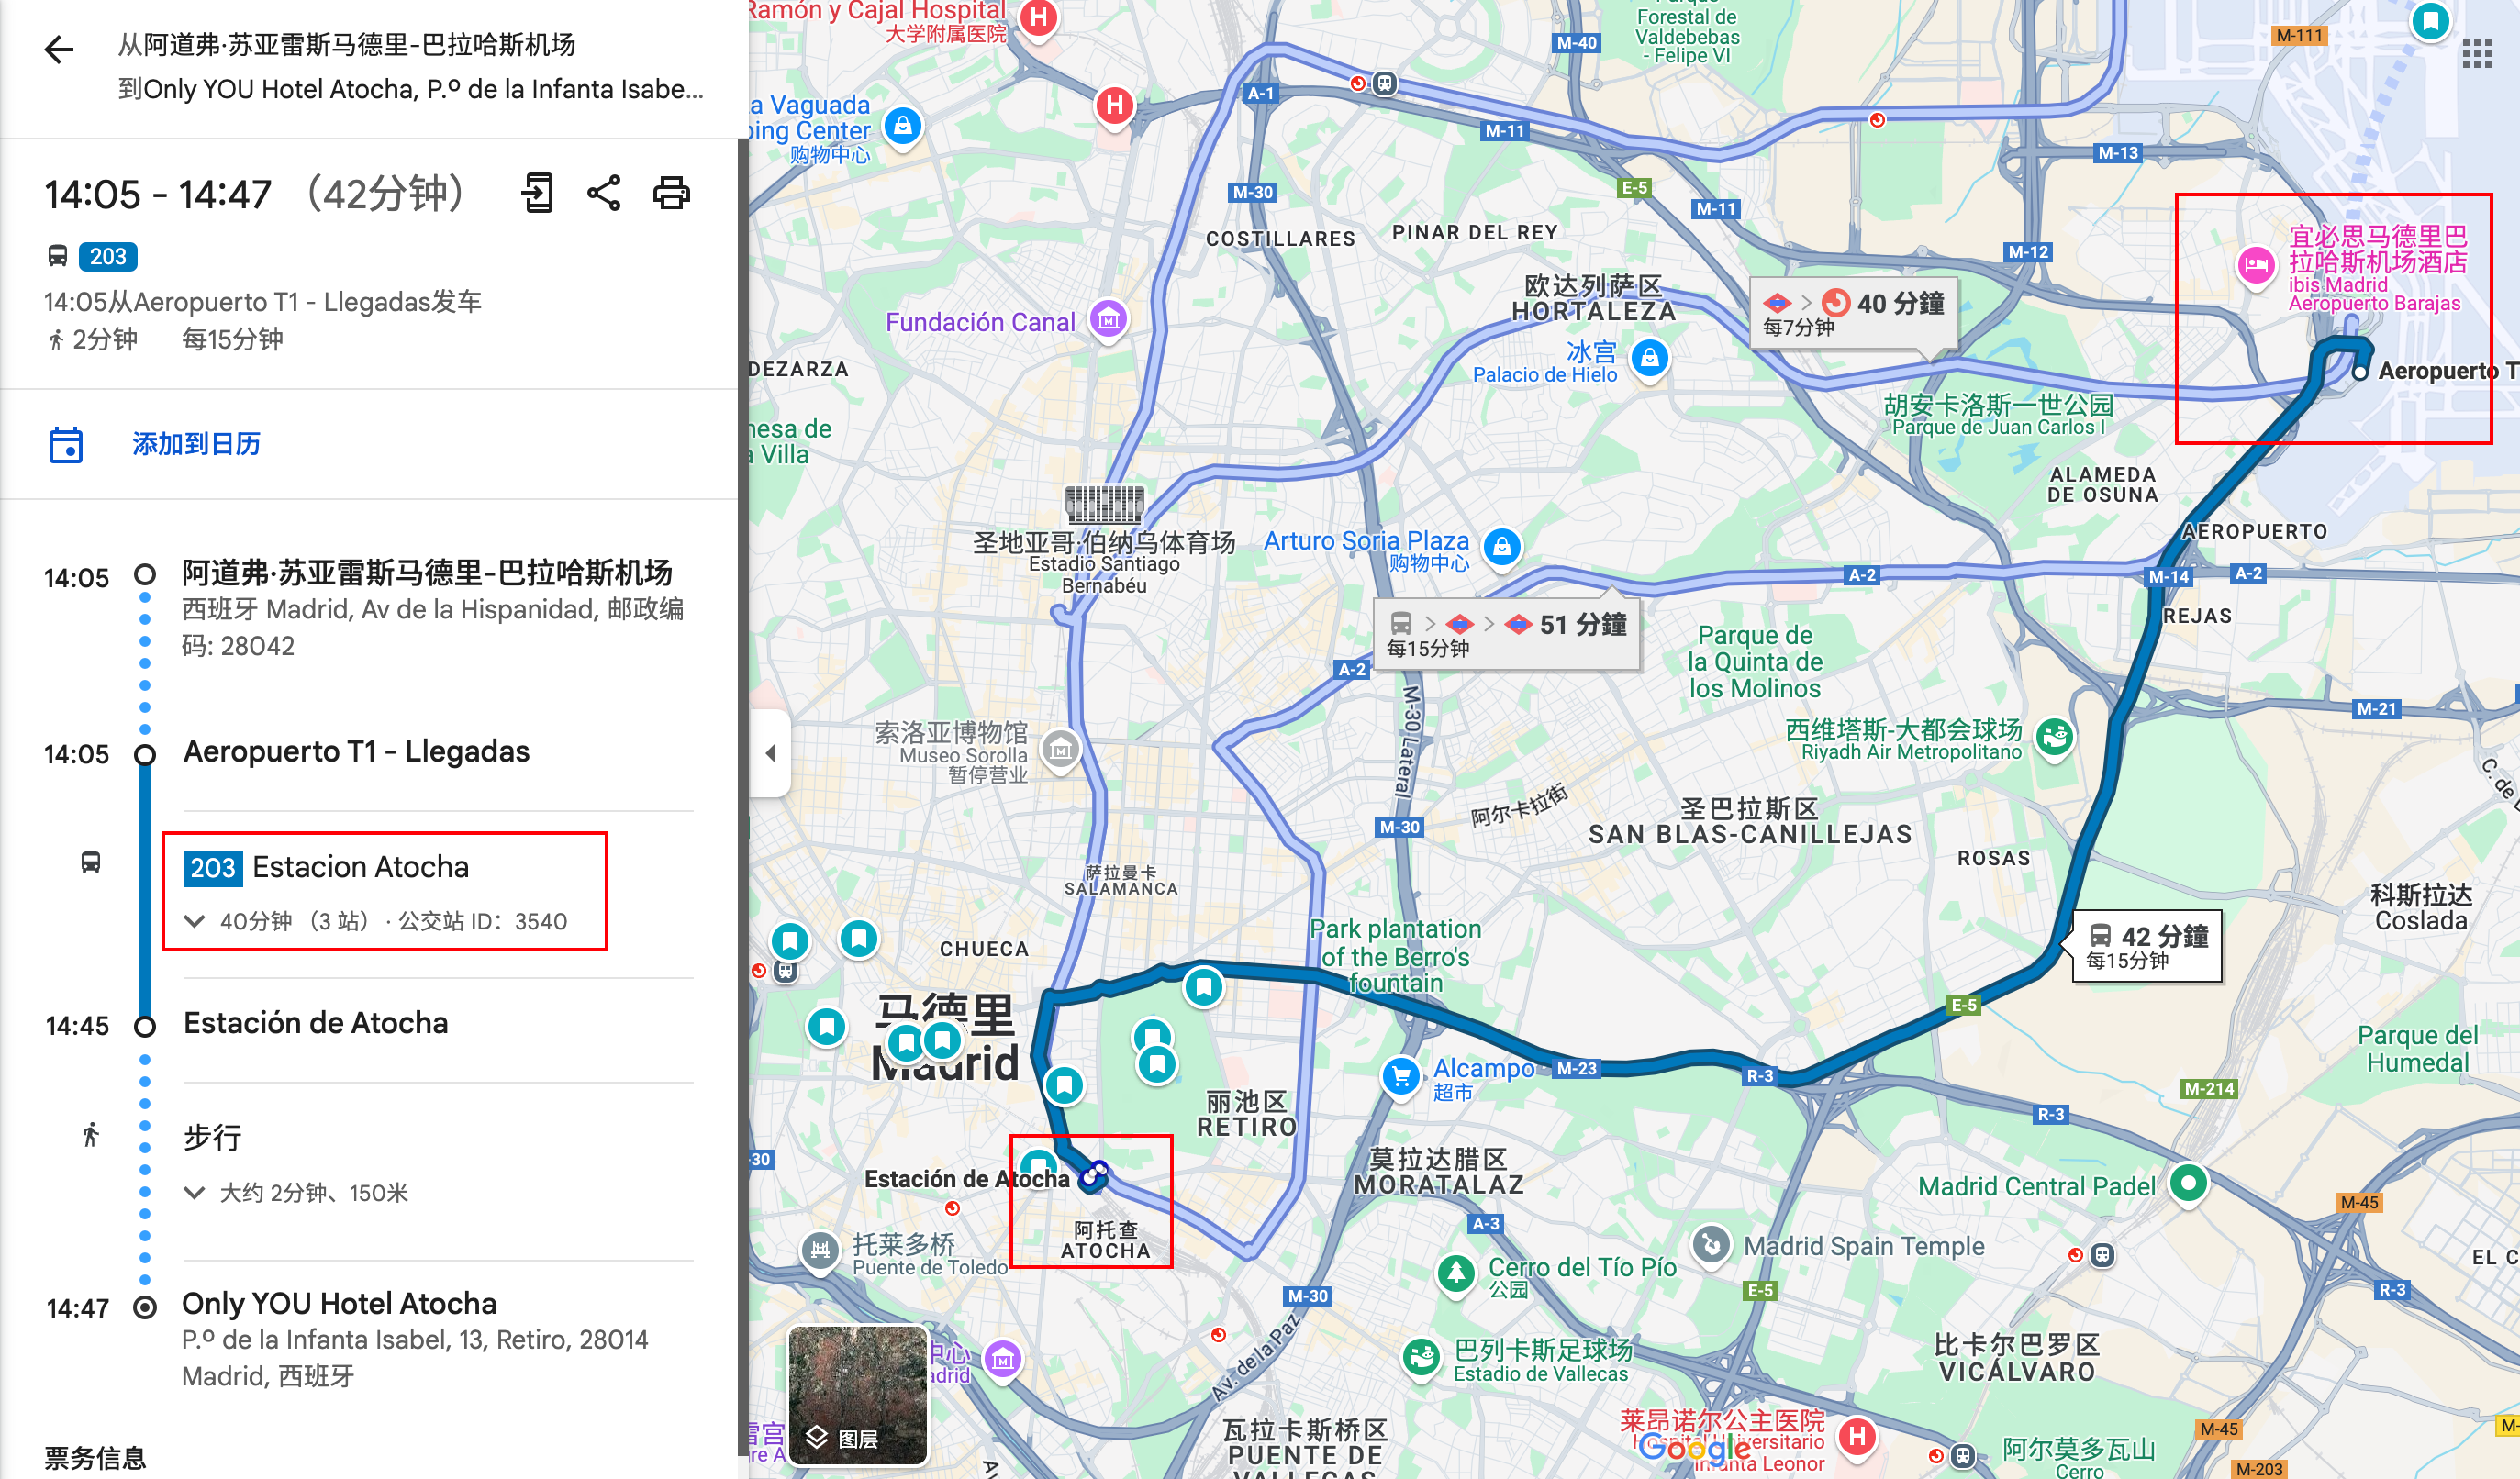 从阿道弗·苏亚雷斯马德里-巴拉哈斯机场
到Only YOU Hotel Atocha, P.º de la Infanta Isabe...
14:05 - 14:47 (42分钟)
203
14:05从Aeropuerto T1 - Llegadas发车
2分钟 每15分钟
添加到日历
14:05 阿道弗·苏亚雷斯马德里-巴拉哈斯机场
西班牙 Madrid, Av de la Hispanidad, 邮政编
码: 28042
14:05 Aeropuerto T1 - Llegadas
203 Estacion Atocha
40分钟 (3 站) · 公交站 ID: 3540
14:45 Estación de Atocha
步行
大约 2分钟、150米
14:47 Only YOU Hotel Atocha
P.º de la Infanta Isabel, 13, Retiro, 28014
Madrid, 西班牙
票务信息
Ramón y Cajal Hospital
大学附属医院
H
H
a Vaguada
ping Center
购物中心
Forestal de
Valdebebas
- Felipe VI
M-40
M-111
A-1
M-11
M-13
M-30
E-5
M-11
M-12
COSTILLARES
PINAR DEL REY
欧达列萨区
HORTALEZA
40 分鐘
每7分钟
宜必思马德里巴
拉哈斯机场酒店
ibis Madrid
Aeropuerto Barajas
Aeropuerto T
Fundación Canal
DEZARZA
冰宫
Palacio de Hielo
胡安卡洛斯一世公园
Parque de Juan Carlos I
nesa de
a Villa
ALAMEDA
DE OSUNA
AEROPUERTO
圣地亚哥·伯纳乌体育场
Estadio Santiago
Bernabéu
Arturo Soria Plaza
购物中心
A-2
M-14
A-2
REJAS
51 分鐘
每15分钟
Parque de
la Quinta de
los Molinos
A-2
M-30 Lateral
M-21
索洛亚博物馆
Museo Sorolla
暂停营业
西维塔斯-大都会球场
Riyadh Air Metropolitano
C. de
阿尔卡拉街
圣巴拉斯区
SAN BLAS-CANILLEJAS
M-30
ROSAS
萨拉曼卡
SALAMANCA
科斯拉达
Coslada
Park plantation
of the Berro's
fountain
42 分鐘
每15分钟
CHUECA
E-5
马德里
Madrid
Parque del
Humedal
Alcampo
超市
M-23
R-3
M-214
丽池区
RETIRO
R-3
-30
莫拉达腊区
MORATALAZ
Estación de Atocha
Madrid Central Padel
M-45
阿托查
ATOCHA
A-3
托莱多桥
Puente de Toledo
Madrid Spain Temple
EL C
Cerro del Tío Pío
公园
M-30
E-5
R-3
Av. de la Paz
中心
adrid
巴列卡斯足球场
Estadio de Vallecas
比卡尔巴罗区
VICÁLVARO
图层
雷宫
re A
AV
瓦拉卡斯桥区
PUENTE DE
VALLECAS
莱昂诺尔公主医院
Hospital Universitario
Infanta Leonor
H
Google
M-45
M-
阿尔莫多瓦山
Cerro
M-203